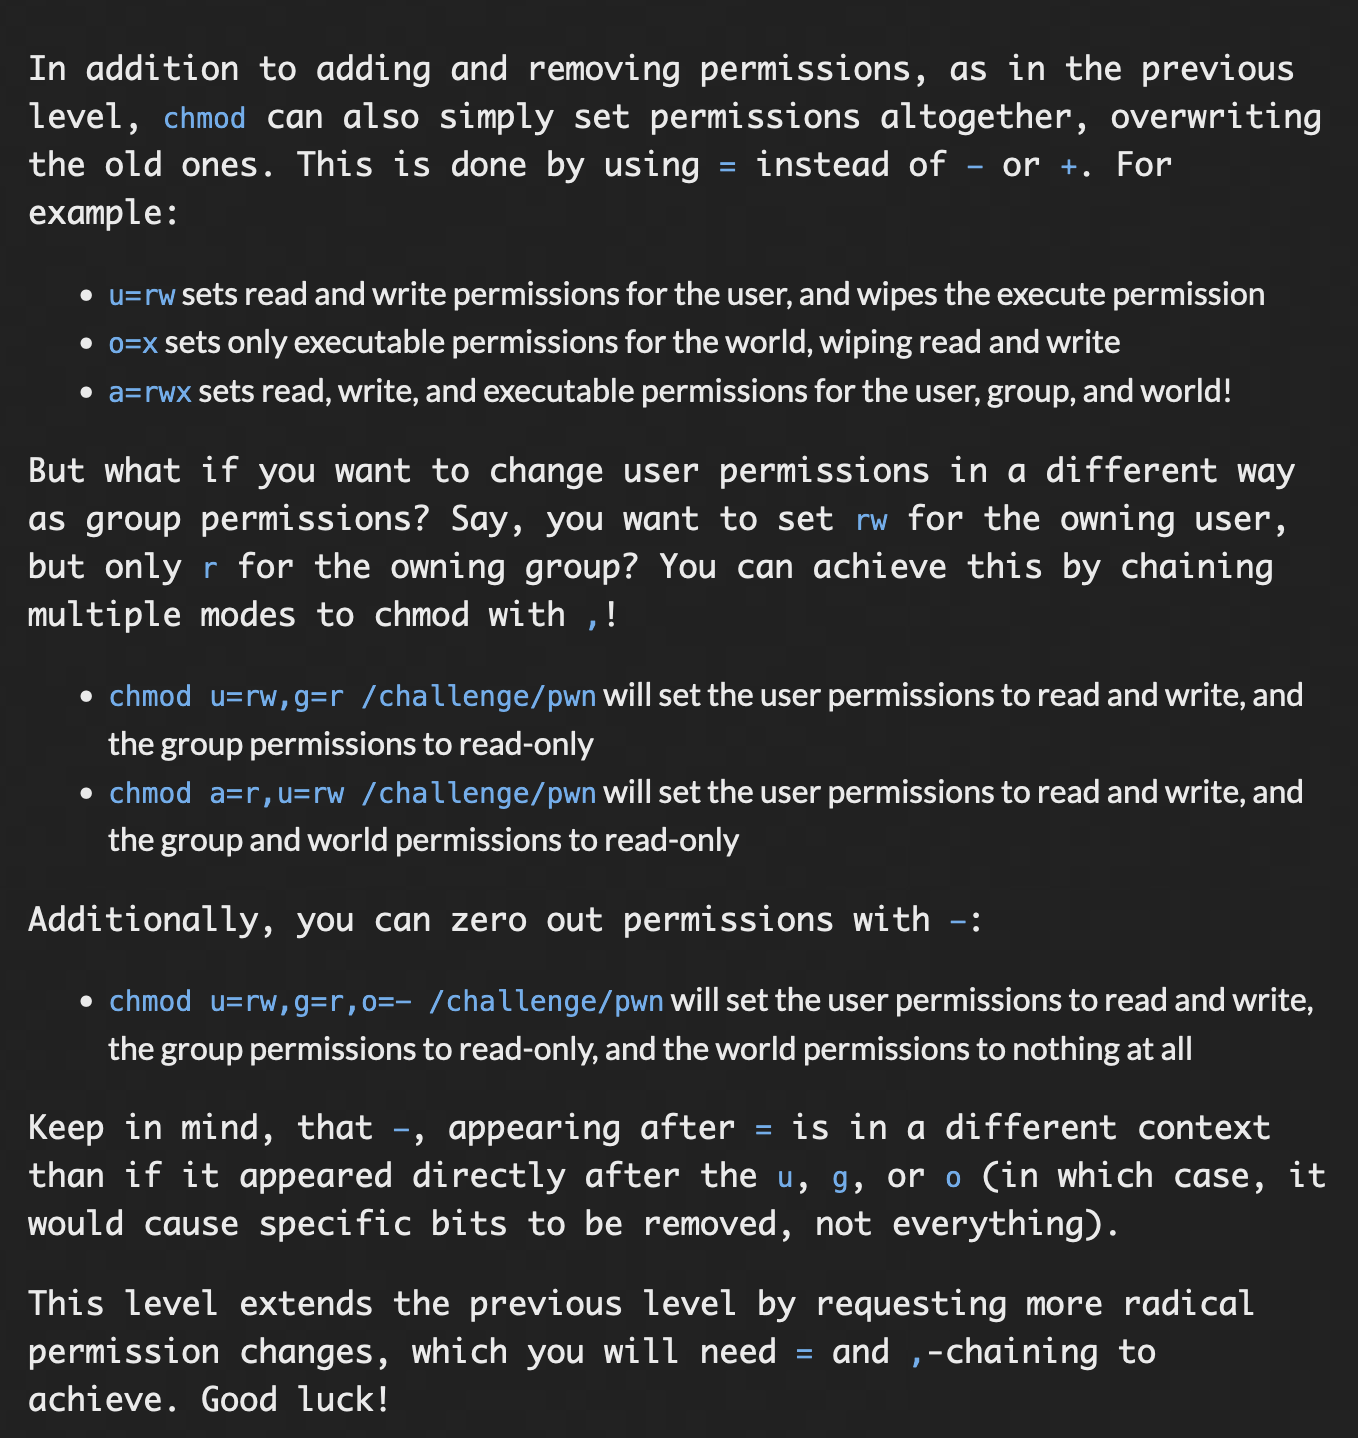 In addition to adding and removing permissions, as in the previous
level, chmod can also simply set permissions altogether, overwriting
the old ones. This is done by using = instead of - or +. For
example:
• u=rw sets read and write permissions for the user, and wipes the execute permission
• o=x sets only executable permissions for the world, wiping read and write
• a=rwx sets read, write, and executable permissions for the user, group, and world!
But what if you want to change user permissions in a different way
as group permissions? Say, you want to set rw for the owning user,
but only r for the owning group? You can achieve this by chaining
multiple modes to chmod with ,!
• chmod u=rw,g=r /challenge/pwn will set the user permissions to read and write, and
the group permissions to read-only
• chmod a=r,u=rw /challenge/pwn will set the user permissions to read and write, and
the group and world permissions to read-only
Additionally, you can zero out permissions with -:
• chmod u=rw,g=r,o=- /challenge/pwn will set the user permissions to read and write,
the group permissions to read-only, and the world permissions to nothing at all
Keep in mind, that -, appearing after = is in a different context
than if it appeared directly after the u, g, or o (in which case, it
would cause specific bits to be removed, not everything).
This level extends the previous level by requesting more radical
permission changes, which you will need = and ,-chaining to
achieve. Good luck!